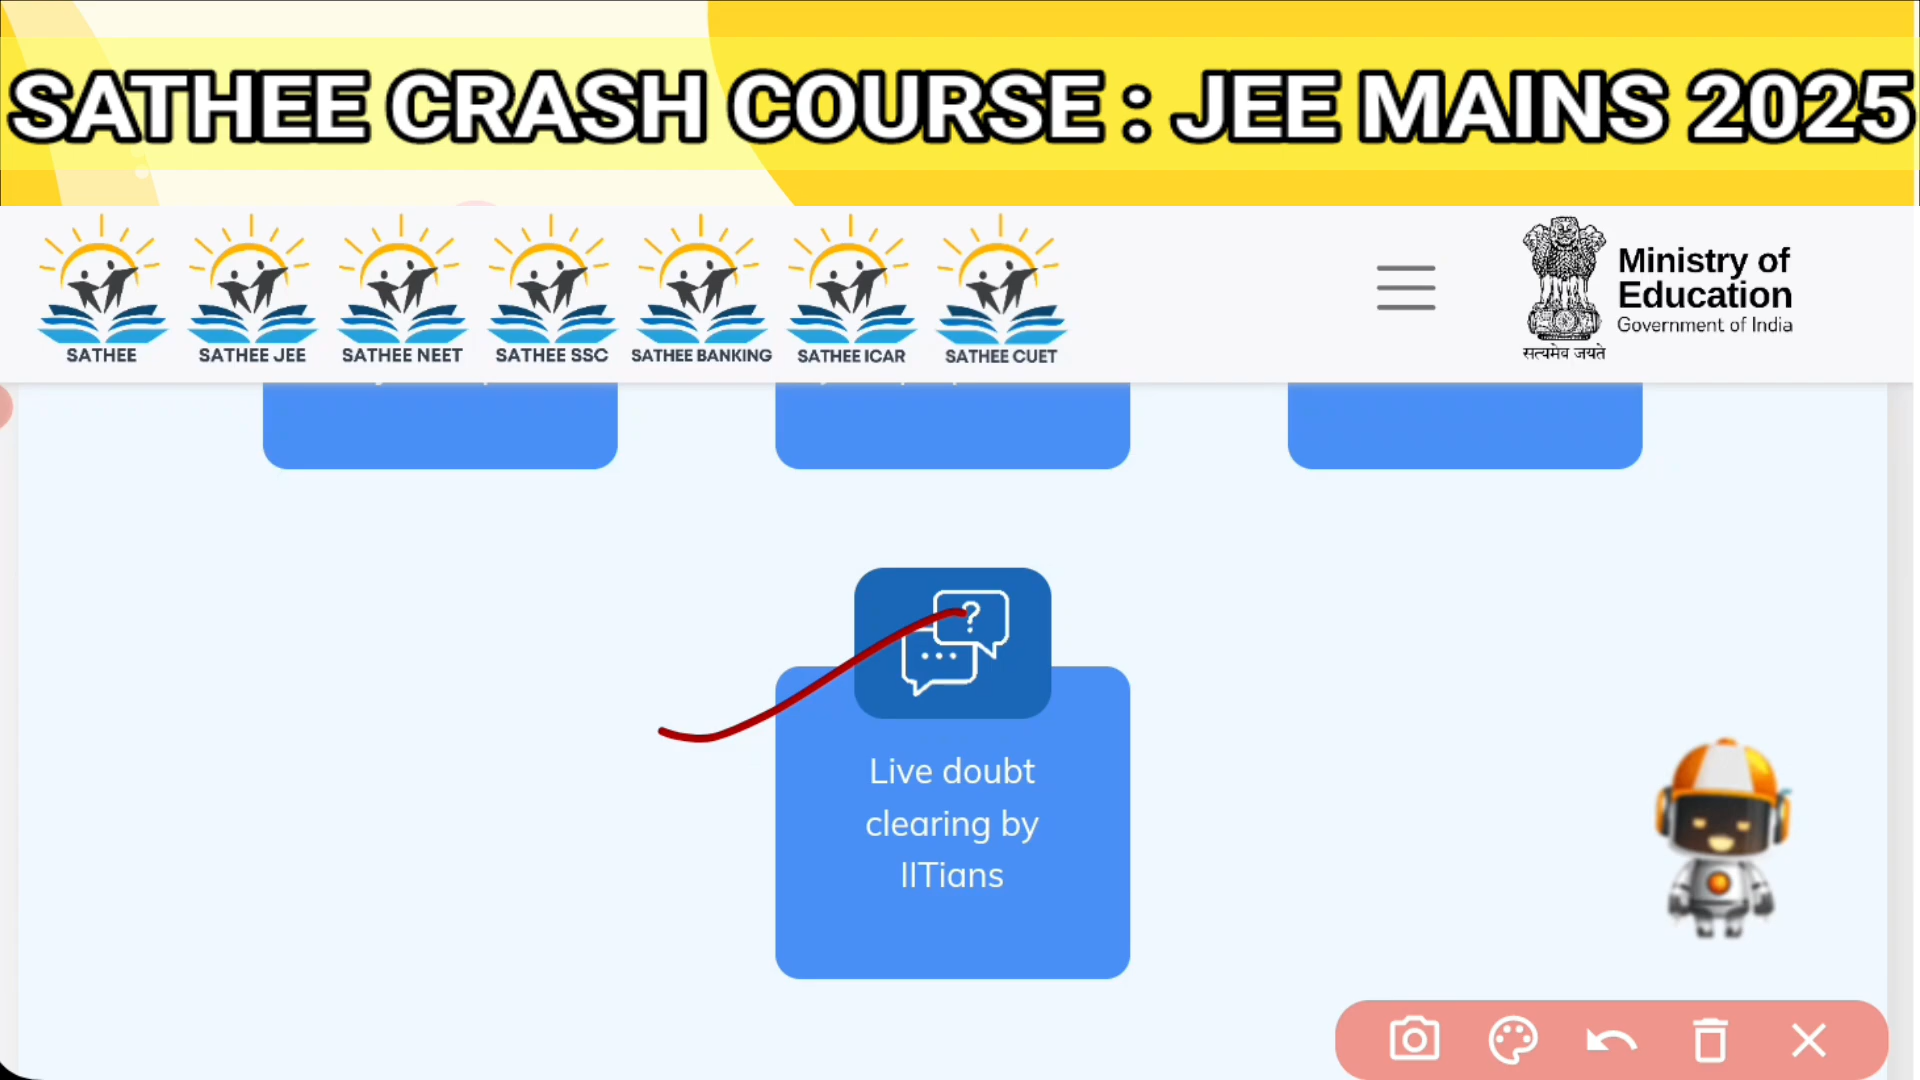 SATHEE CRASH COURSE : JEE MAINS 2025
SATHEE
SATHEE JEE
SATHEE NEET
SATHEE SSC
SATHEE BANKING
SATHEE ICAR
SATHEE CUET
Ministry of
Education
Government of India
सत्यमेव जयते
?
Live doubt
clearing by
IITians